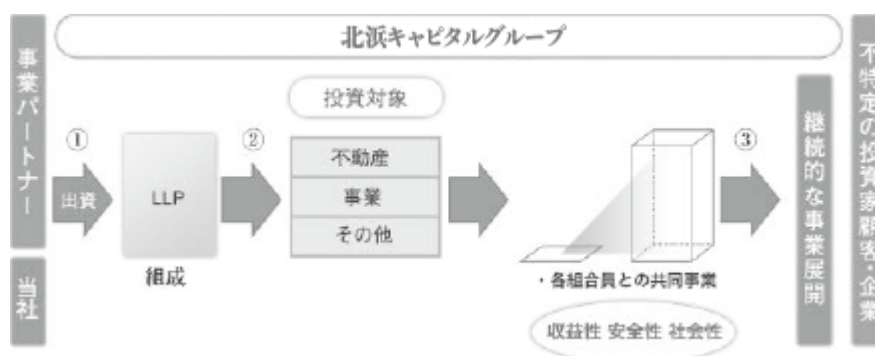 北浜キャピタルグループ
事業パートナー
当社
①
出資
LLP
組成
②
投資対象
不動産
事業
その他
・各組合員との共同事業
収益性 安全性 社会性
③
継続的な事業展開
不特定の投資家顧客・企業